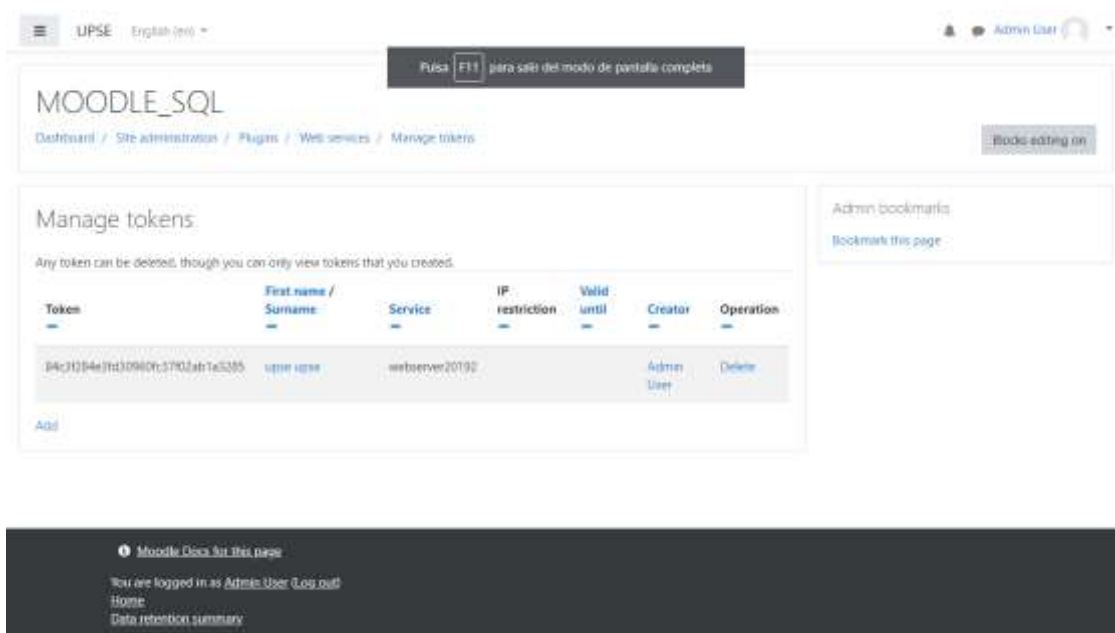 UPSE English (en)
Admin User
Pulsa F11 para salir del modo de pantalla completa
MOODLE_SQL
Dashboard / Site administration / Plugins / Web services / Manage tokens
Blocks editing on
Manage tokens
Any token can be deleted, though you can only view tokens that you created.
Token First name / Surname Service IP restriction Valid until Creator Operation
upse upse webserver20192 Admin User Delete
Add
Admin bookmarks
Bookmark this page
Moodle Docs for this page
You are logged in as Admin User (Log out)
Home
Data retention summary